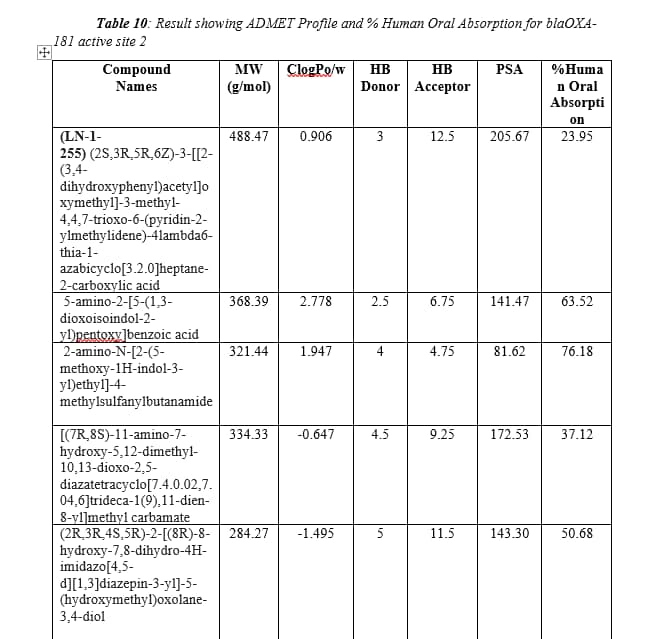 Table 10: Result showing ADMET Profile and % Human Oral Absorption for blaOXA-
181 active site 2
Compound
Names
MW
(g/mol)
ClogPo/w
HB
Donor
HB
Acceptor
PSA
%Huma
n Oral
Absorpti
on
(LN-1-
255) (2S,3R,5R,6Z)-3-[[2-
(3,4-
dihydroxyphenyl)acetyl]o
xymethyl]-3-methyl-
4,4,7-trioxo-6-(pyridin-2-
ylmethylidene)-4lambda6-
thia-1-
azabicyclo[3.2.0]heptane-
2-carboxylic acid
488.47
0.906
3
12.5
205.67
23.95
5-amino-2-[5-(1,3-
dioxoisoindol-2-
yl)pentoxy]benzoic acid
368.39
2.778
2.5
6.75
141.47
63.52
2-amino-N-[2-(5-
methoxy-1H-indol-3-
yl)ethyl]-4-
methylsulfanylbutanamide
321.44
1.947
4
4.75
81.62
76.18
[(7R,8S)-11-amino-7-
hydroxy-5,12-dimethyl-
10,13-dioxo-2,5-
diazatetracyclo[7.4.0.02,7.
04,6]trideca-1(9),11-dien-
8-yl]methyl carbamate
334.33
-0.647
4.5
9.25
172.53
37.12
(2R,3R,4S,5R)-2-[(8R)-8-
hydroxy-7,8-dihydro-4H-
imidazo[4,5-
d][1,3]diazepin-3-yl]-5-
(hydroxymethyl)oxolane-
3,4-diol
284.27
-1.495
5
11.5
143.30
50.68